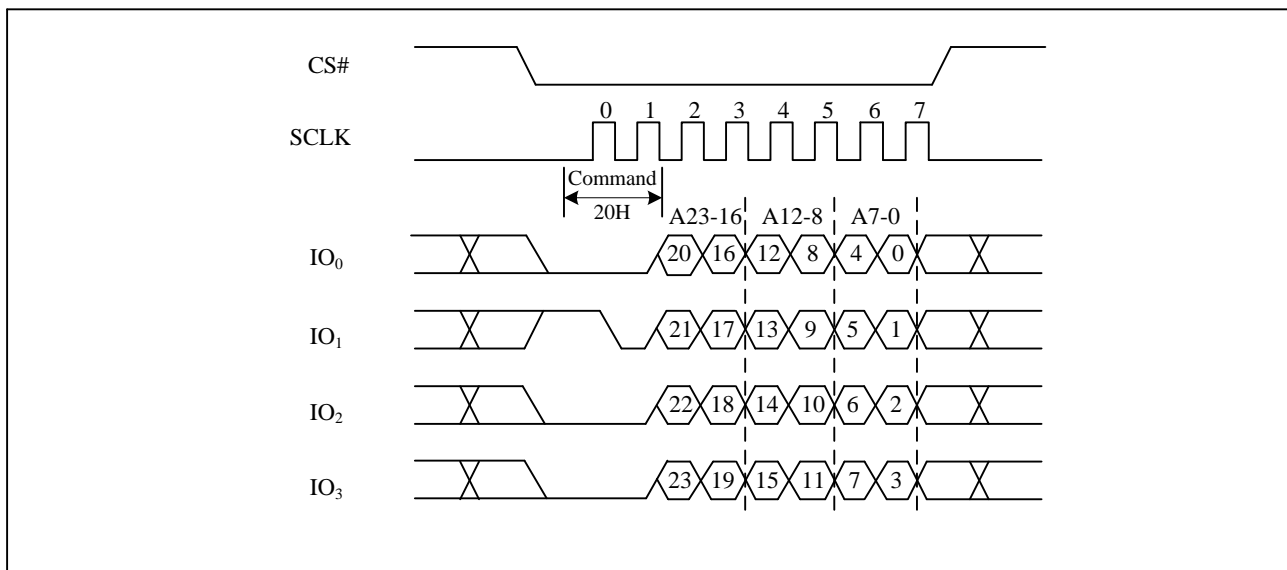 CS#
0 1 2 3 4 5 6 7
SCLK
Command
20H
A23-16 A12-8 A7-0
IO₀ 20 16 12 8 4 0
IO₁ 21 17 13 9 5 1
IO₂ 22 18 14 10 6 2
IO₃ 23 19 15 11 7 3